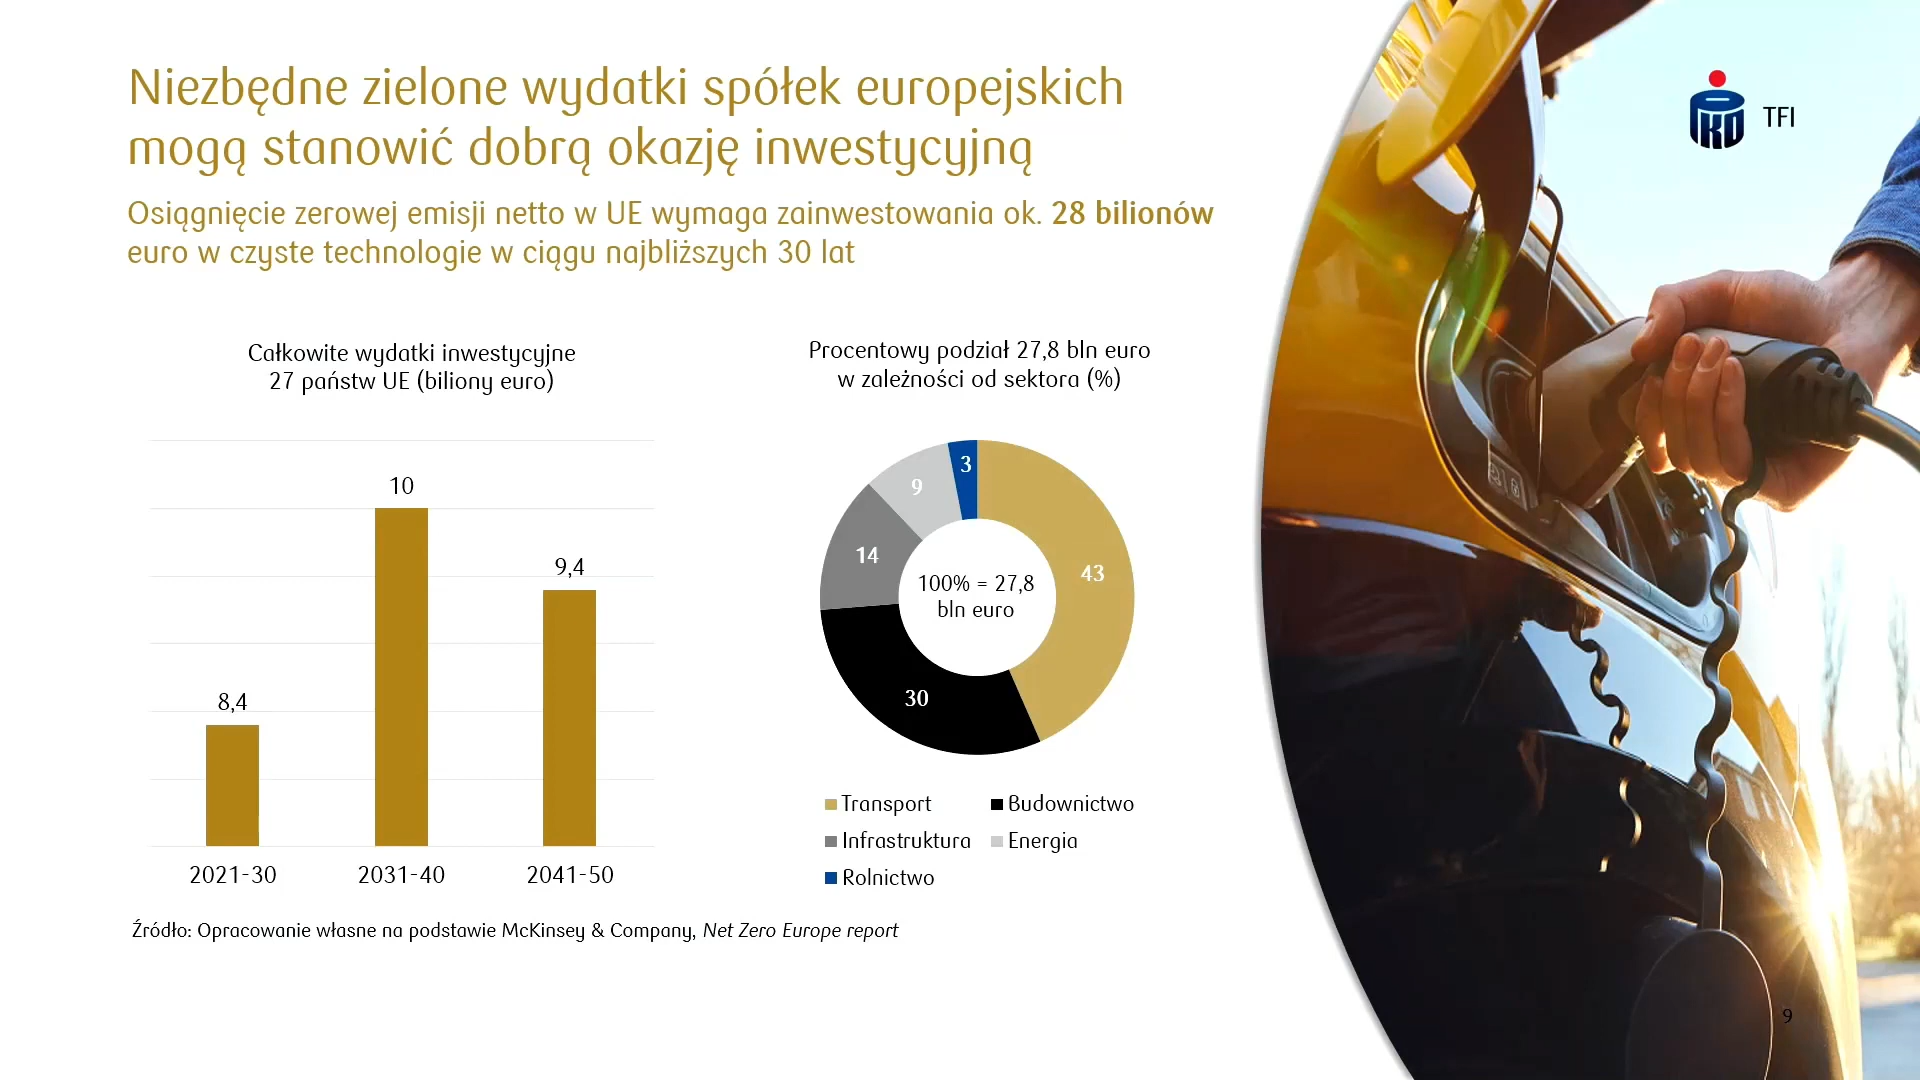 Niezbędne zielone wydatki spółek europejskich
mogą stanowić dobrą okazję inwestycyjną
PKO TFI
Osiągnięcie zerowej emisji netto w UE wymaga zainwestowania ok. 28 bilionów
euro w czyste technologie w ciągu najbliższych 30 lat
Całkowite wydatki inwestycyjne
27 państw UE (biliony euro)
10
9,4
8,4
2021-30 2031-40 2041-50
Procentowy podział 27,8 bln euro
w zależności od sektora (%)
3
9
14
43
100% = 27,8
bln euro
30
Transport Budownictwo
Infrastruktura Energia
Rolnictwo
Źródło: Opracowanie własne na podstawie McKinsey & Company, Net Zero Europe report
9